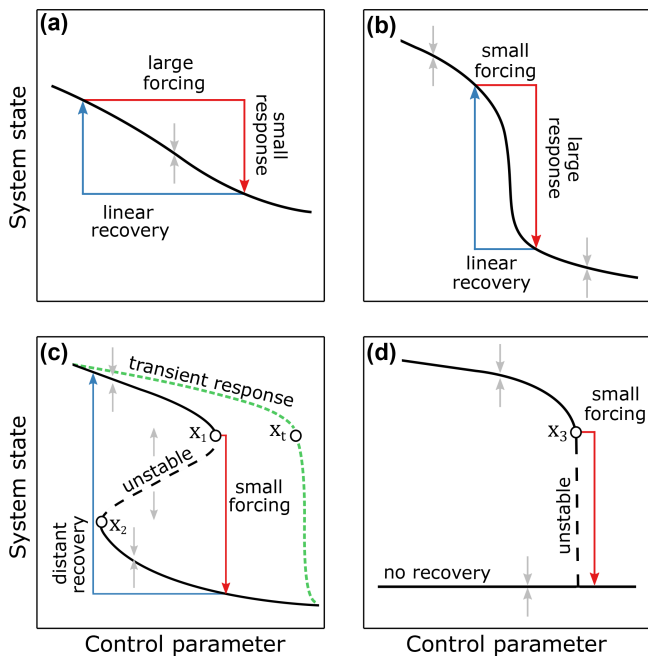 (a)
large
forcing
small
response
linear
recovery
System state
(b)
small
forcing
large
response
linear
recovery
(c)
transient response
X1
Xt
unstable
small
forcing
X2
distant
recovery
System state
Control parameter
(d)
small
forcing
X3
unstable
no recovery
Control parameter